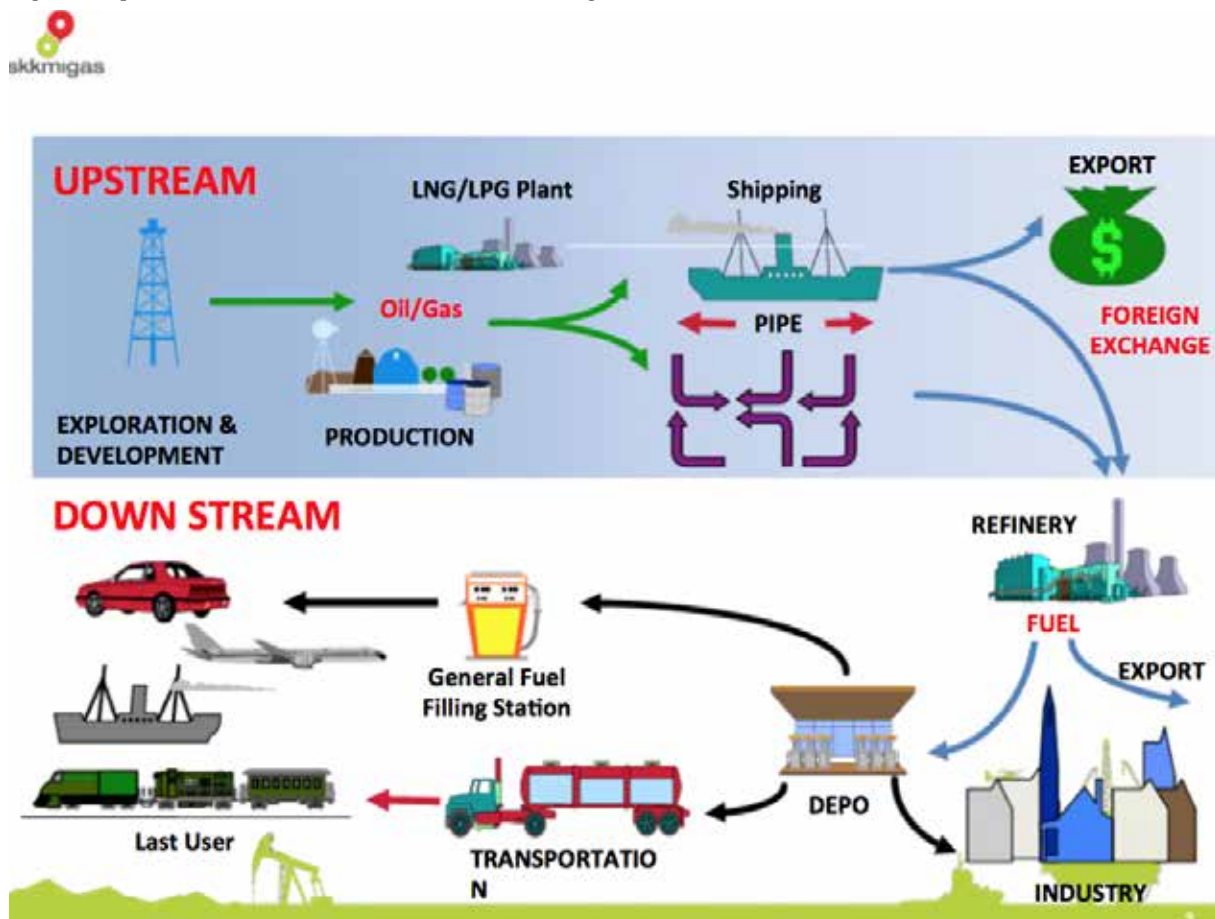 skkmigas
UPSTREAM
LNG/LPG Plant
Shipping
EXPORT
$
Oil/Gas
PIPE
FOREIGN
EXCHANGE
EXPLORATION &
DEVELOPMENT
PRODUCTION
DOWN STREAM
REFINERY
FUEL
EXPORT
General Fuel
Filling Station
DEPO
Last User
TRANSPORTATIO
N
INDUSTRY